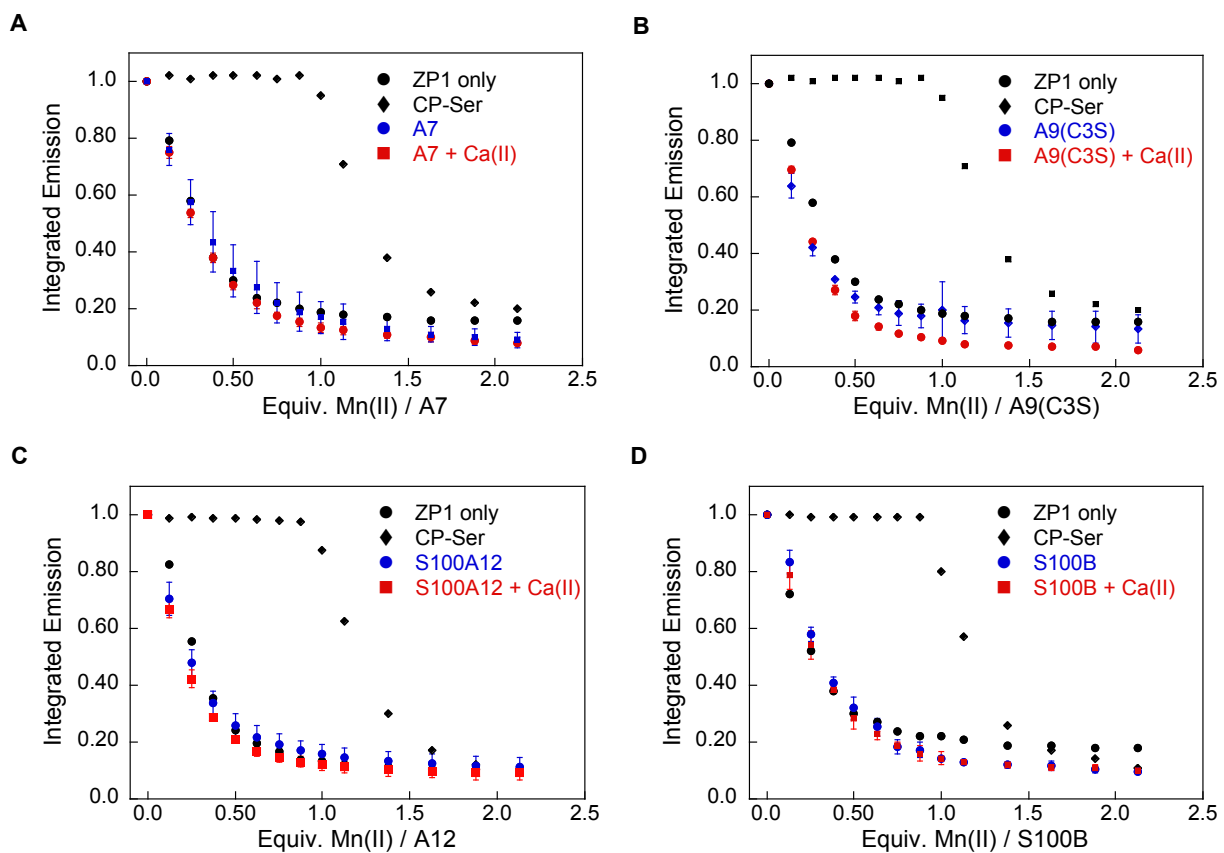 A
1.0
0.80
0.60
0.40
0.20
0.0
Integrated Emission
ZP1 only
CP-Ser
A7
A7 + Ca(II)
0.0 0.50 1.0 1.5 2.0 2.5
Equiv. Mn(II) / A7
B
1.0
0.80
0.60
0.40
0.20
0.0
Integrated Emission
ZP1 only
CP-Ser
A9(C3S)
A9(C3S) + Ca(II)
0.0 0.50 1.0 1.5 2.0 2.5
Equiv. Mn(II) / A9(C3S)
C
1.0
0.80
0.60
0.40
0.20
0.0
Integrated Emission
ZP1 only
CP-Ser
S100A12
S100A12 + Ca(II)
0.0 0.50 1.0 1.5 2.0 2.5
Equiv. Mn(II) / A12
D
1.0
0.80
0.60
0.40
0.20
0.0
Integrated Emission
ZP1 only
CP-Ser
S100B
S100B + Ca(II)
0.0 0.50 1.0 1.5 2.0 2.5
Equiv. Mn(II) / S100B